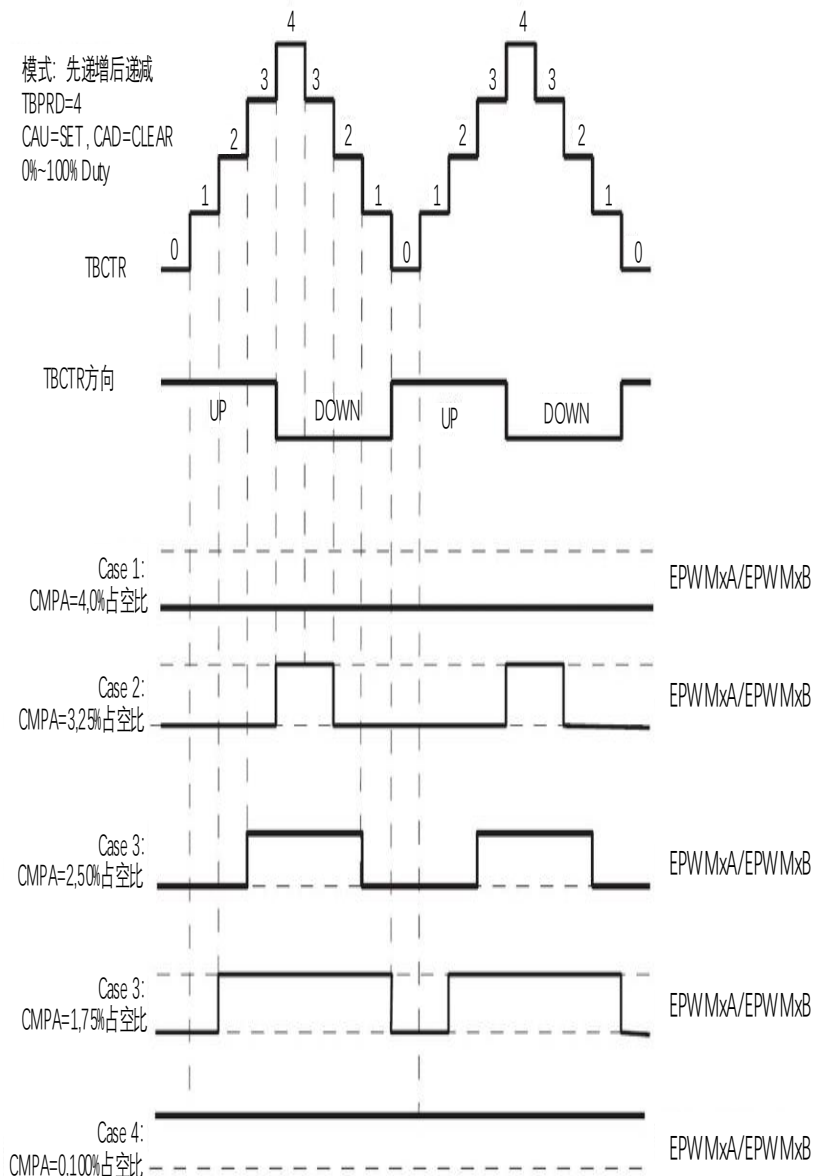 4
4
模式：先递增后递减
TBPRD=4
CAU=SET , CAD=CLEAR
0%~100% Duty
3
3
3
3
2
2
2
2
1
1
1
1
0
0
0
TBCTR
TBCTR方向
UP
DOWN
UP
DOWN
Case 1:
CMPA=4,0%占空比
EPWMxA/EPWMxB
Case 2:
CMPA=3,25%占空比
EPWMxA/EPWMxB
Case 3:
CMPA=2,50%占空比
EPWMxA/EPWMxB
Case 3:
CMPA=1,75%占空比
EPWMxA/EPWMxB
Case 4:
CMPA=0,100%占空比
EPWMxA/EPWMxB